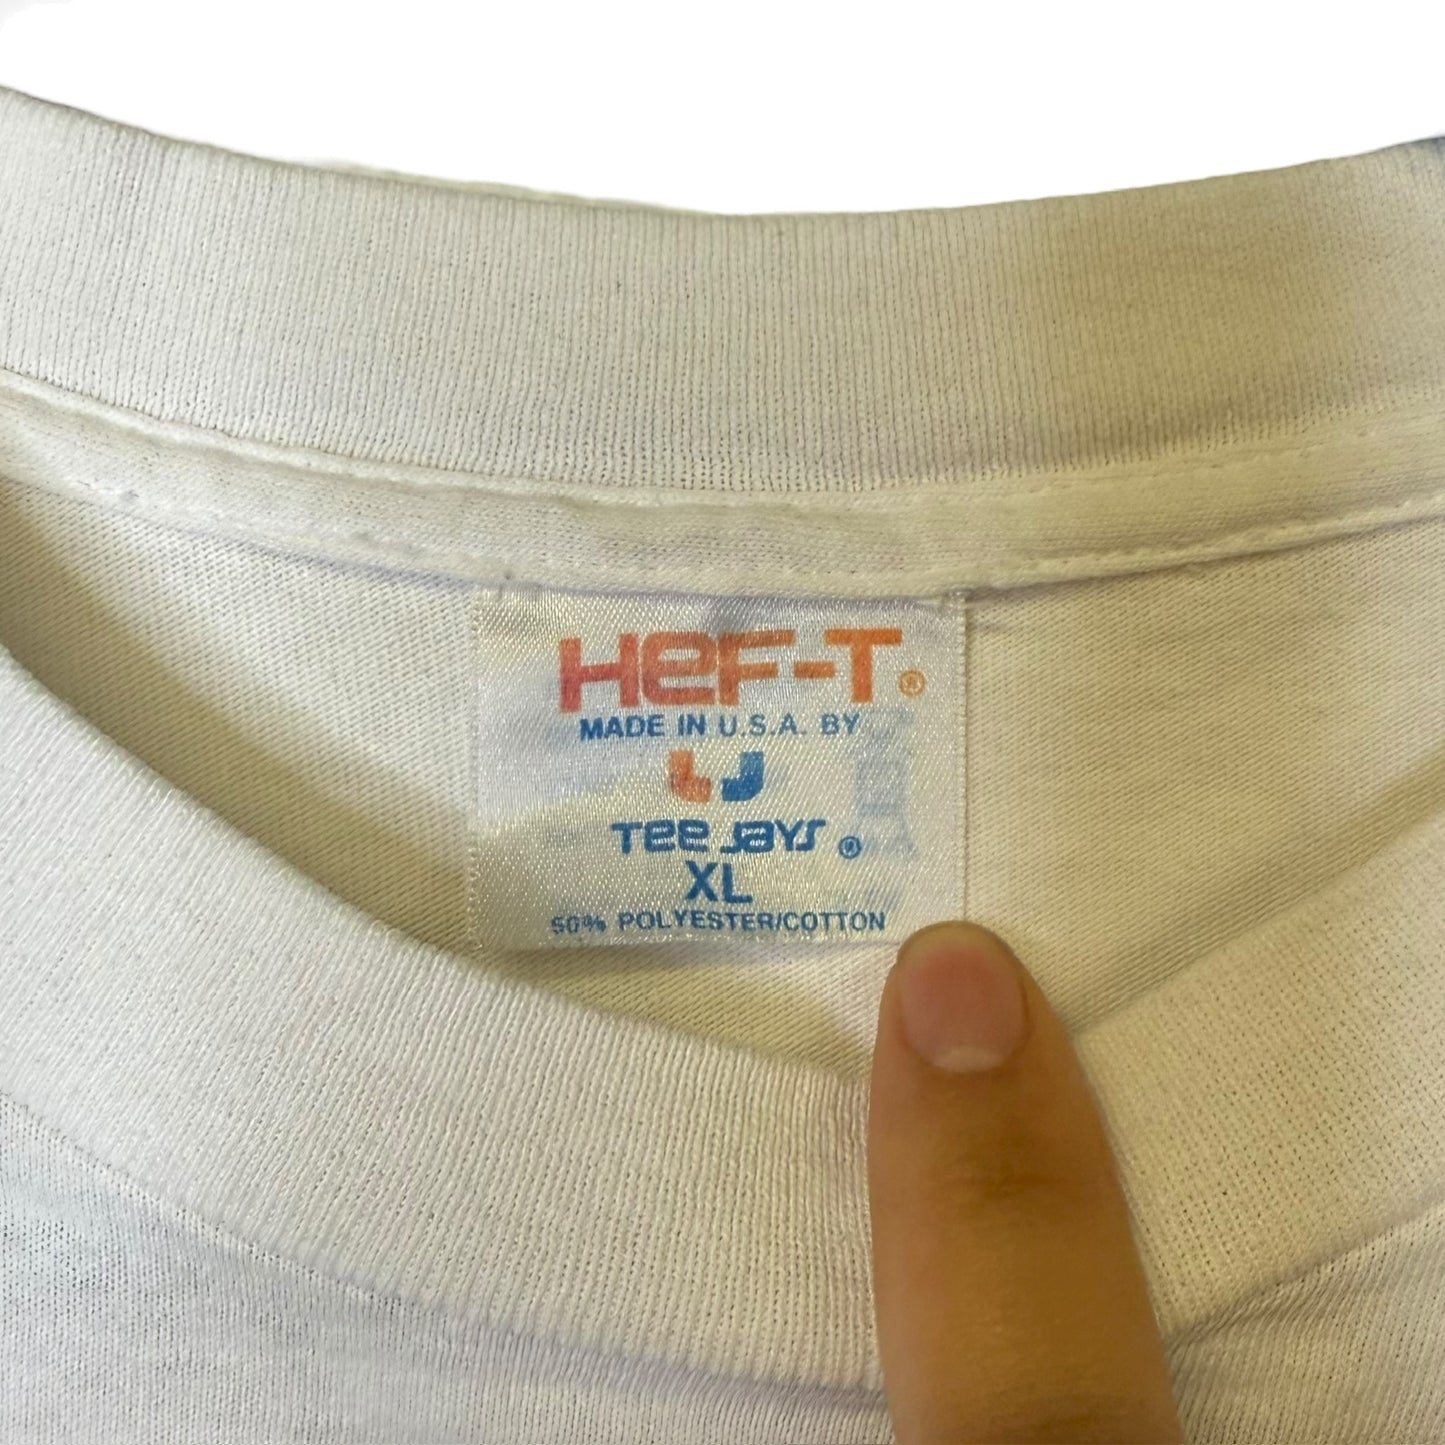 HeF-T®
MADE IN U.S.A. BY
Tee Jays ®
XL
50% POLYESTER/COTTON